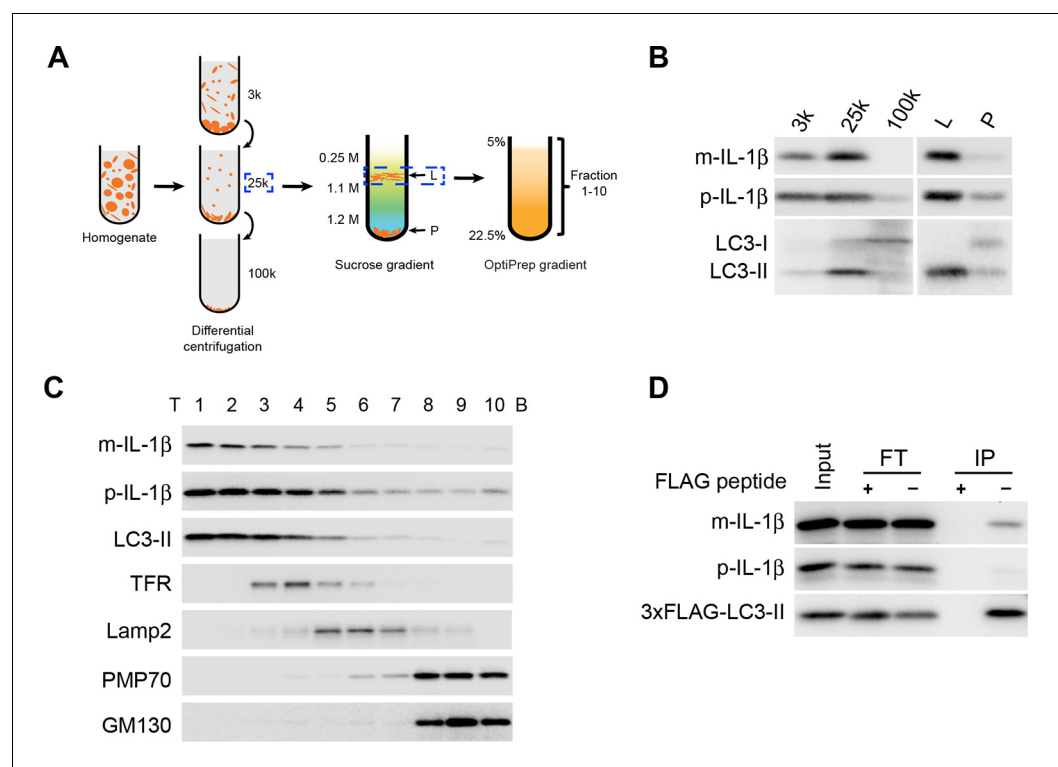 A
3k
25k
100k
Homogenate
Differential
centrifugation
0.25 M
1.1 M
1.2 M
L
P
Sucrose gradient
5%
22.5%
Fraction
1-10
OptiPrep gradient
B
3k 25k 100k L P
m-IL-1β
p-IL-1β
LC3-I
LC3-II
C
T 1 2 3 4 5 6 7 8 9 10 B
m-IL-1β
p-IL-1β
LC3-II
TFR
Lamp2
PMP70
GM130
D
Input FT IP
FLAG peptide + − + −
m-IL-1β
p-IL-1β
3xFLAG-LC3-II